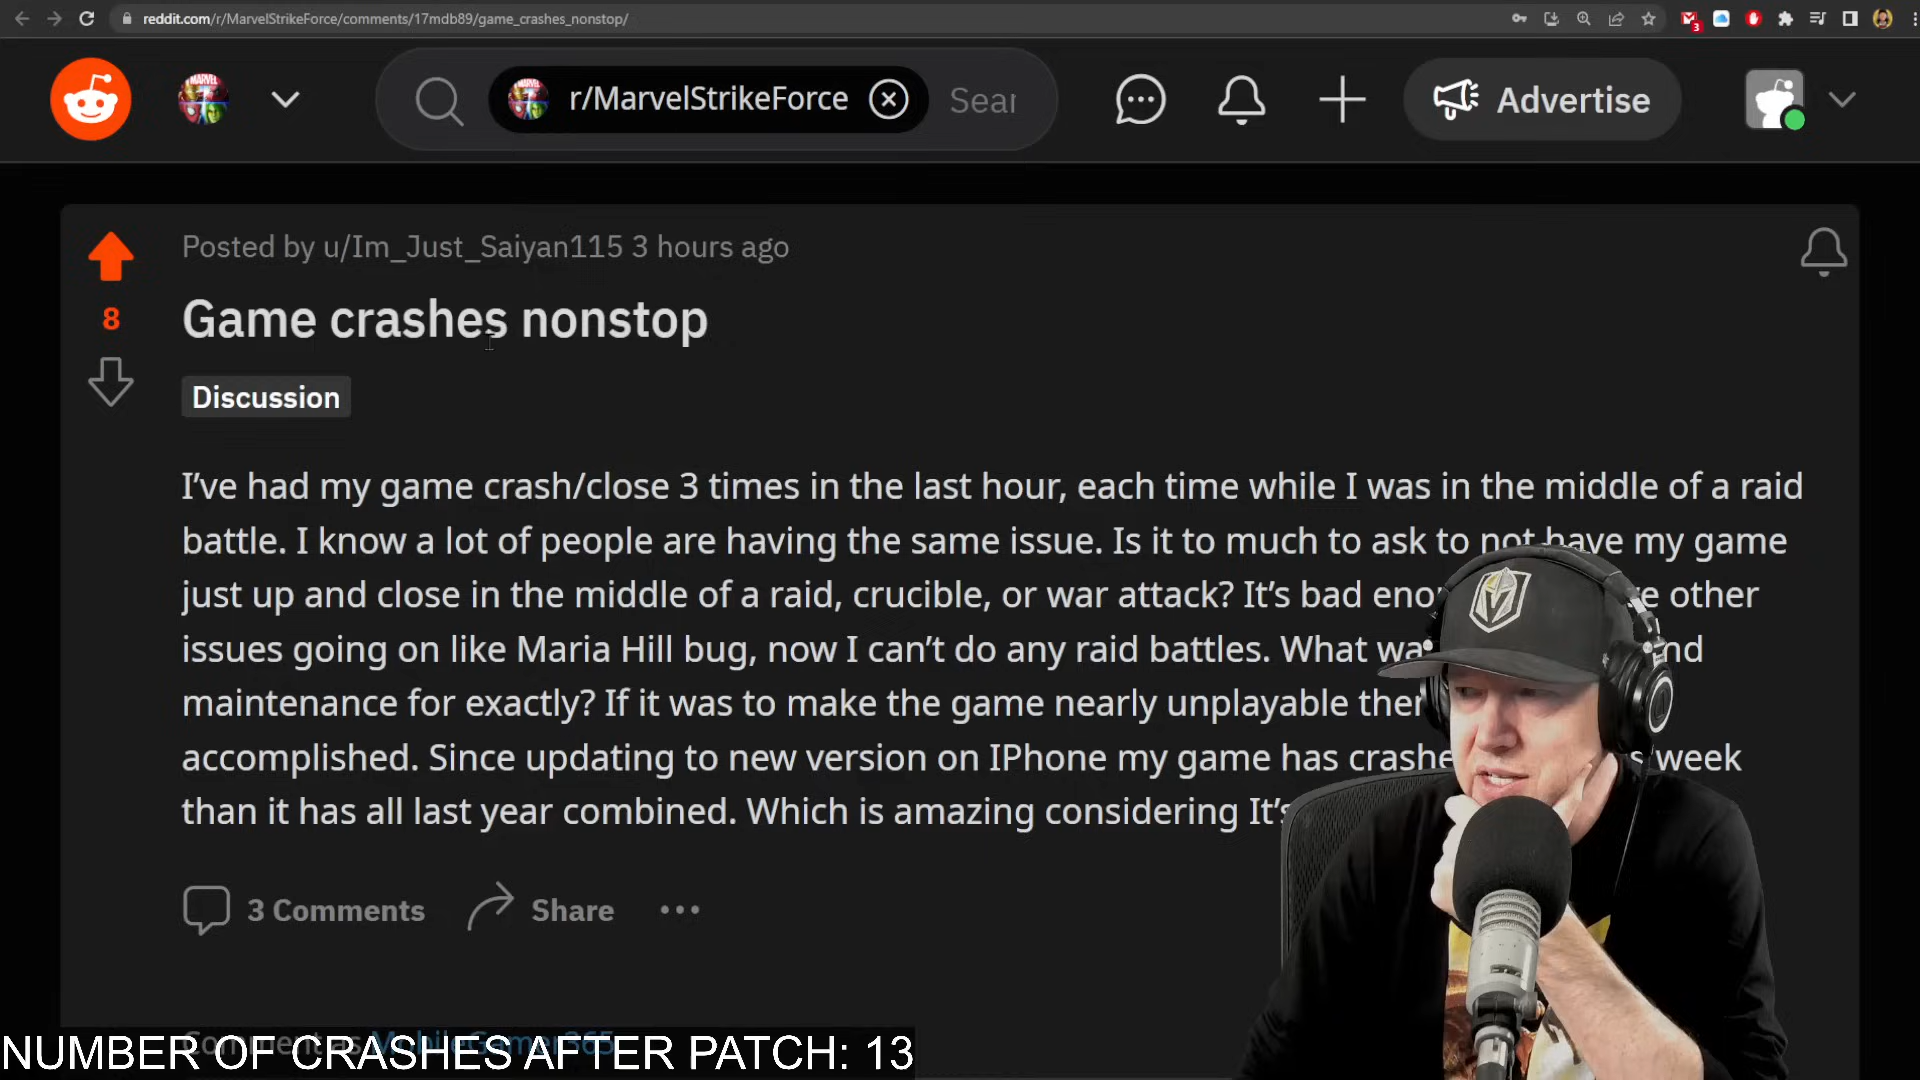 reddit.com/r/MarvelStrikeForce/comments/17mdb89/game_crashes_nonstop/
3
MARVEL
r/MarvelStrikeForce
Sear
Advertise
Posted by u/Im_Just_Saiyan115 3 hours ago
8
Game crashes nonstop
Discussion
I've had my game crash/close 3 times in the last hour, each time while I was in the middle of a raid
battle. I know a lot of people are having the same issue. Is it to much to ask to not have my game
just up and close in the middle of a raid, crucible, or war attack? It's bad other
issues going on like Maria Hill bug, now I can't do any raid battles. What
maintenance for exactly? If it was to make the game nearly unplayable
accomplished. Since updating to new version on IPhone my game has week
than it has all last year combined. Which is amazing considering It's
3 Comments
Share
Comment as MobileGamer365
NUMBER OF CRASHES AFTER PATCH: 13